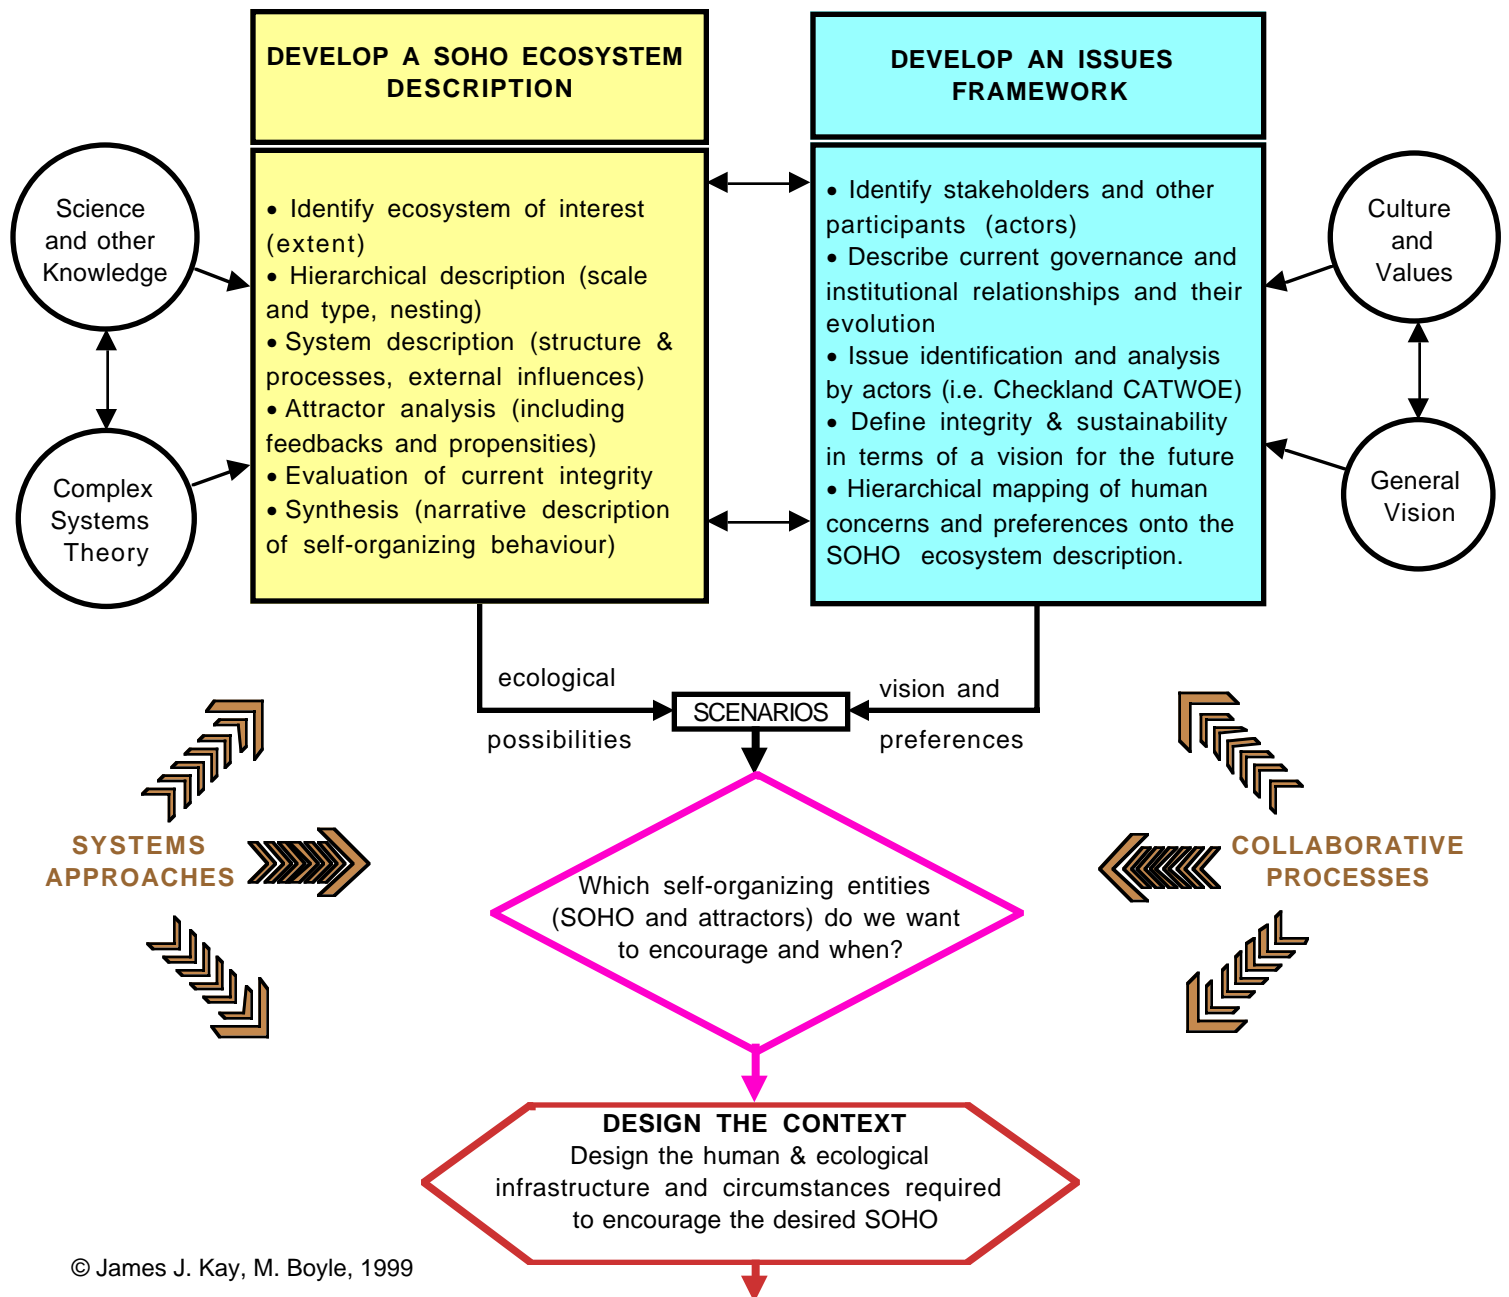 DEVELOP A SOHO ECOSYSTEM
DESCRIPTION
DEVELOP AN ISSUES
FRAMEWORK
Science
and other
Knowledge
Complex
Systems
Theory
• Identify ecosystem of interest
(extent)
• Hierarchical description (scale
and type, nesting)
• System description (structure &
processes, external influences)
• Attractor analysis (including
feedbacks and propensities)
• Evaluation of current integrity
• Synthesis (narrative description
of self-organizing behaviour)
• Identify stakeholders and other
participants (actors)
• Describe current governance and
institutional relationships and their
evolution
• Issue identification and analysis
by actors (i.e. Checkland CATWOE)
• Define integrity & sustainability
in terms of a vision for the future
• Hierarchical mapping of human
concerns and preferences onto the
SOHO ecosystem description.
Culture
and
Values
General
Vision
ecological
possibilities
SCENARIOS
vision and
preferences
SYSTEMS
APPROACHES
COLLABORATIVE
PROCESSES
Which self-organizing entities
(SOHO and attractors) do we want
to encourage and when?
DESIGN THE CONTEXT
Design the human & ecological
infrastructure and circumstances required
to encourage the desired SOHO
© James J. Kay, M. Boyle, 1999